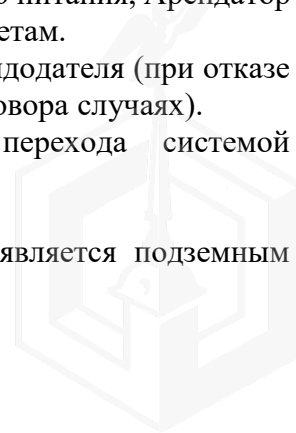 питания, Арендатор
етам.
додателя (при отказе
овора случаях).
перехода системой
является подземным